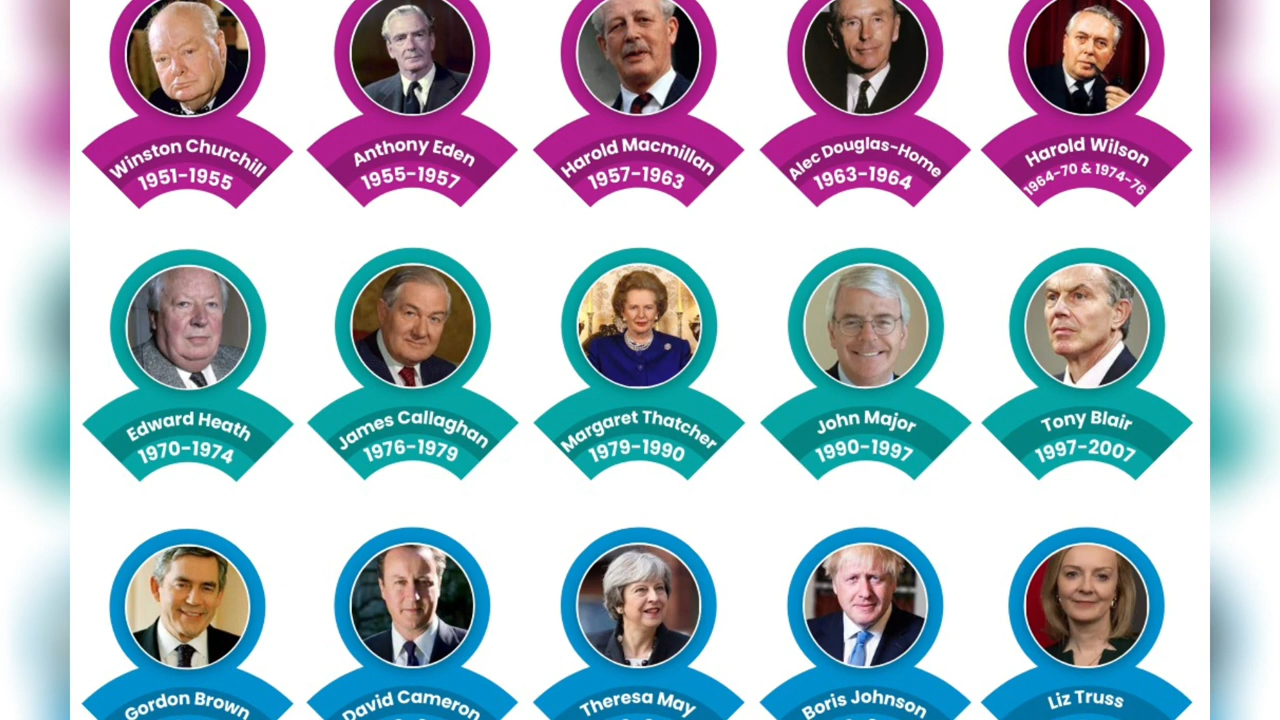 Winston Churchill
1951-1955
Anthony Eden
1955-1957
Harold Macmillan
1957-1963
Alec Douglas-Home
1963-1964
Harold Wilson
1964-70 & 1974-76
Edward Heath
1970-1974
James Callaghan
1976-1979
Margaret Thatcher
1979-1990
John Major
1990-1997
Tony Blair
1997-2007
Gordon Brown
David Cameron
Theresa May
Boris Johnson
Liz Truss